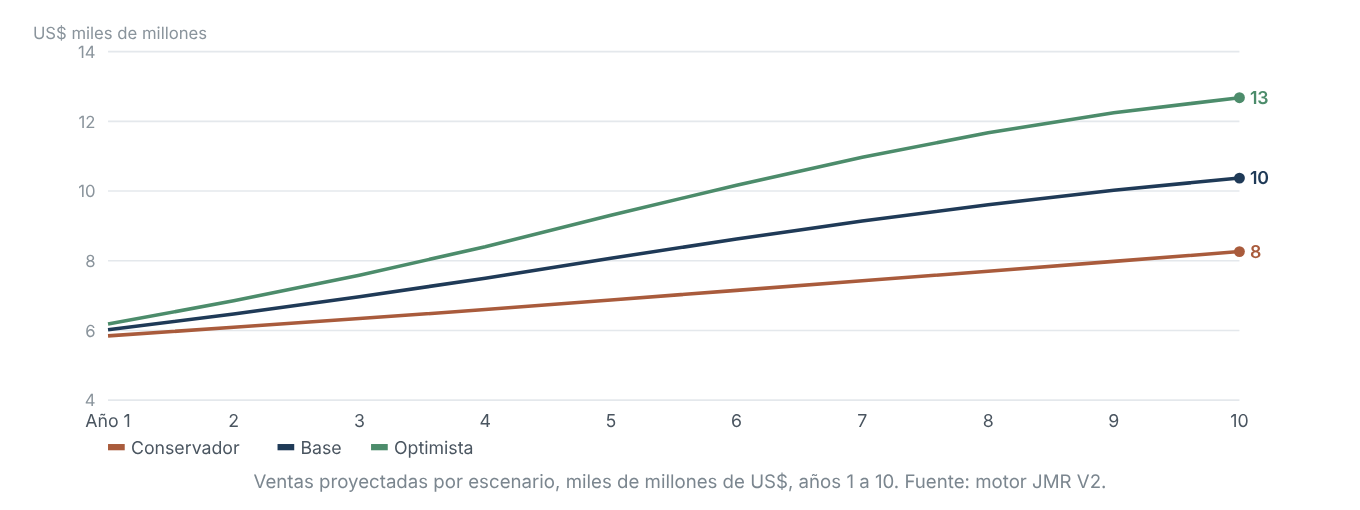 US$ miles de millones
14
13
12
10
10
8
8
6
4
Año 1 2 3 4 5 6 7 8 9 10
Conservador Base Optimista
Ventas proyectadas por escenario, miles de millones de US$, años 1 a 10. Fuente: motor JMR V2.